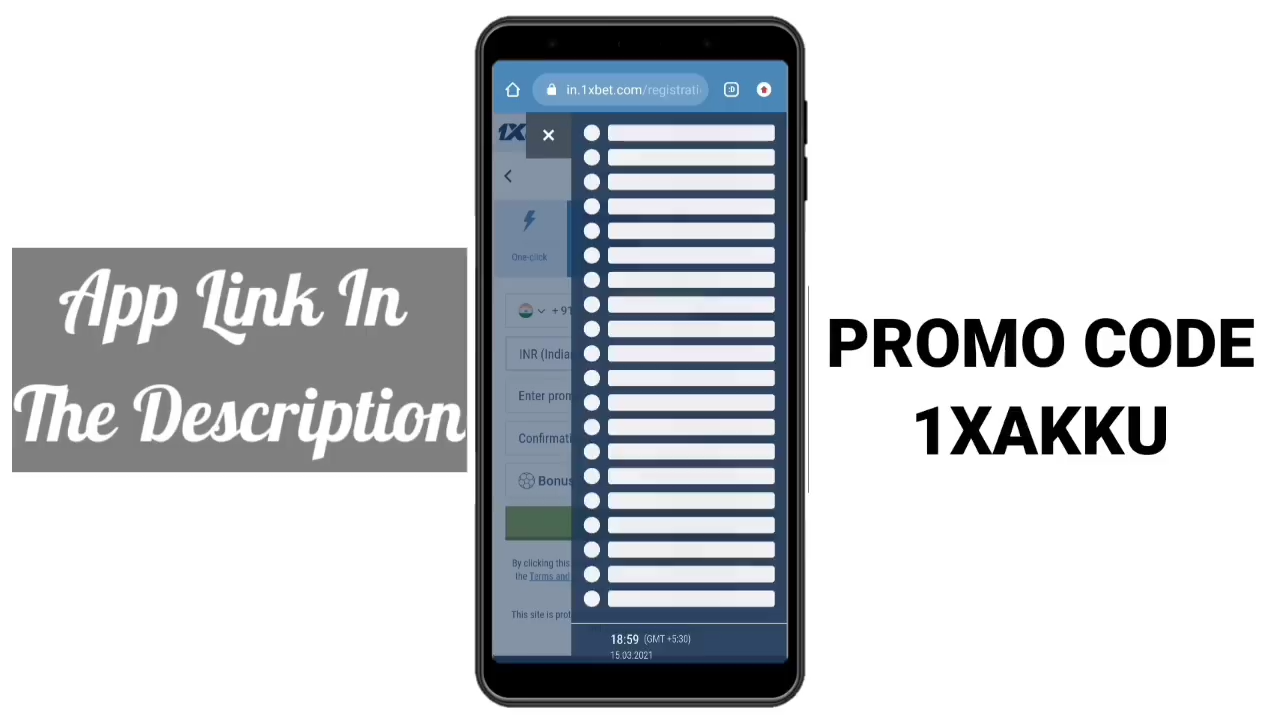 App Link In
The Description
in.1xbet.com/registrati
:D
1X
One-click
+ 91
INR (India
Enter prom
Confirmati
Bonus
By clicking this
the Terms and
This site is prot
18:59 (GMT +5:30)
15.03.2021
PROMO CODE
1XAKKU